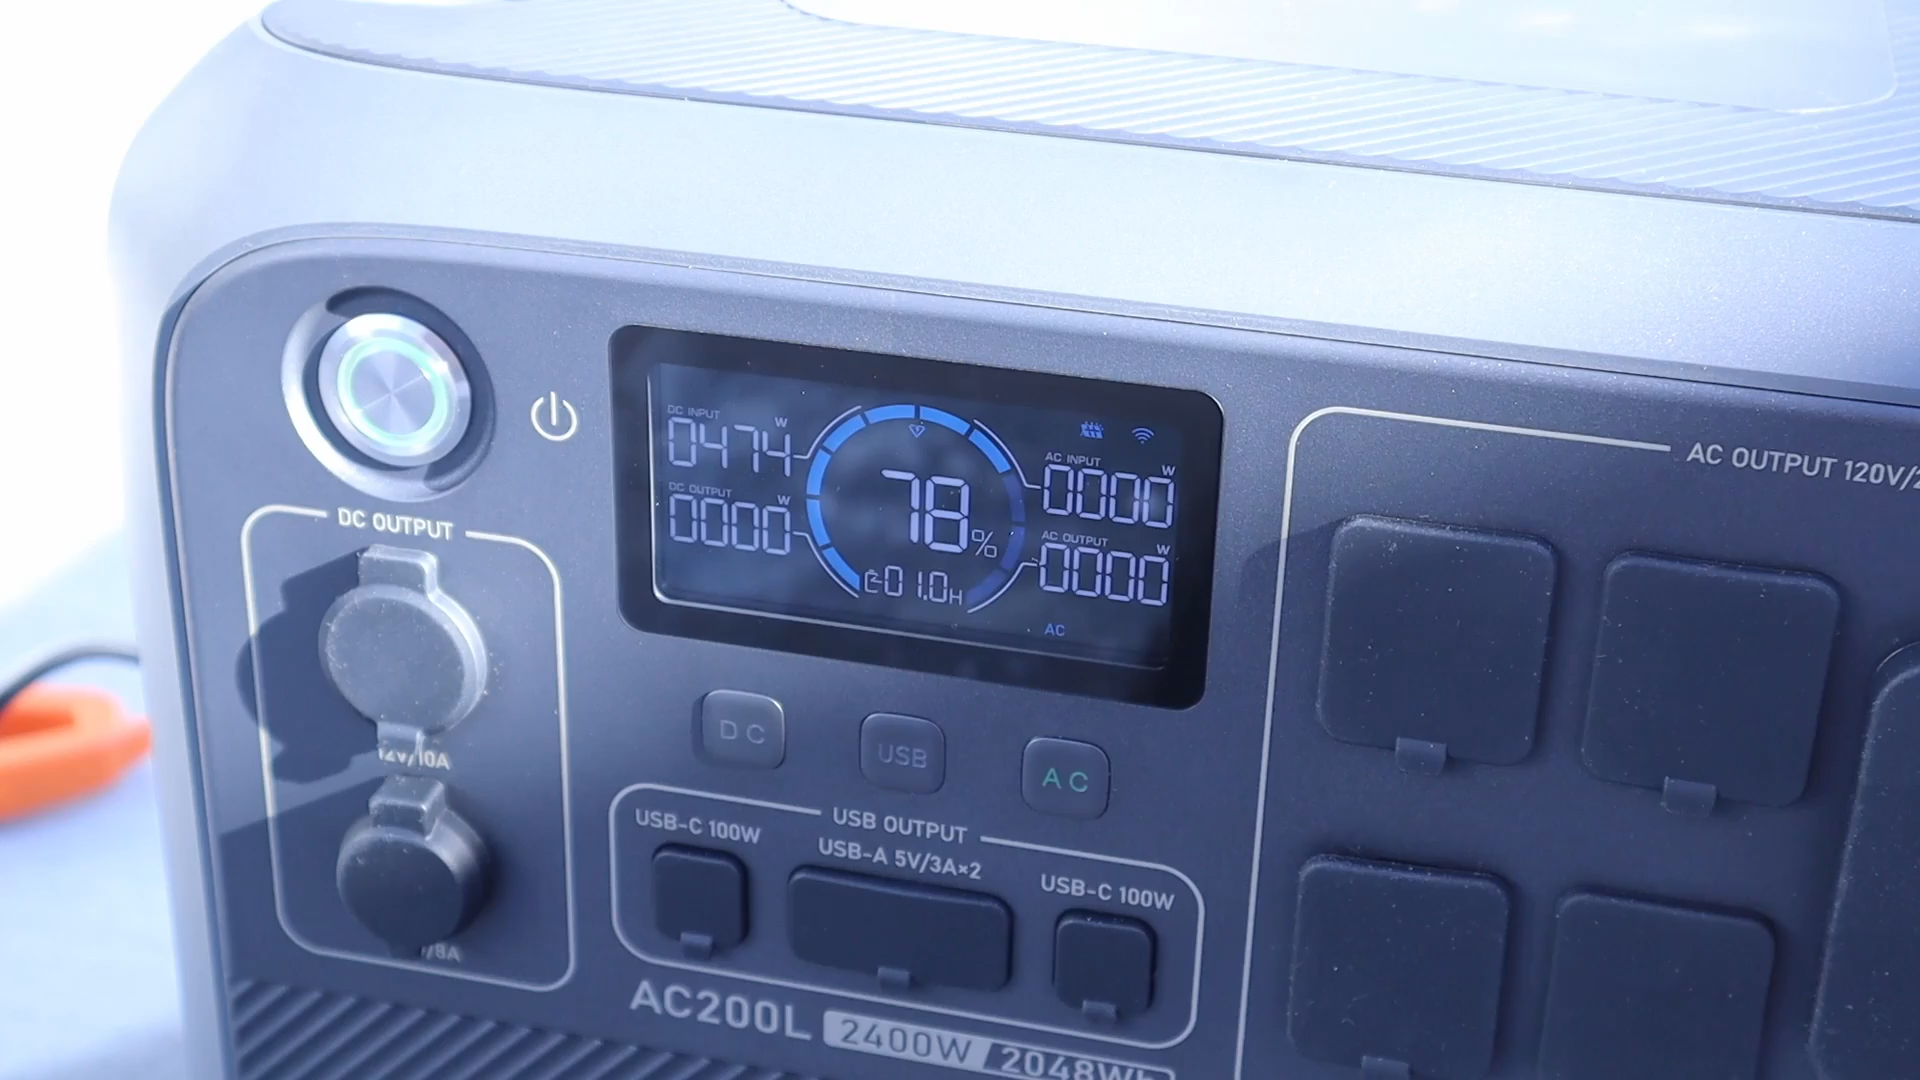 DC INPUT
0474 W
DC OUTPUT
0000 W
78%
01.0H
AC INPUT
0000 W
AC OUTPUT
0000 W
AC
DC OUTPUT
12V/10A
/8A
DC
USB
AC
USB OUTPUT
USB-C 100W
USB-A 5V/3A×2
USB-C 100W
AC200L 2400W/2048Wh
AC OUTPUT 120V/2